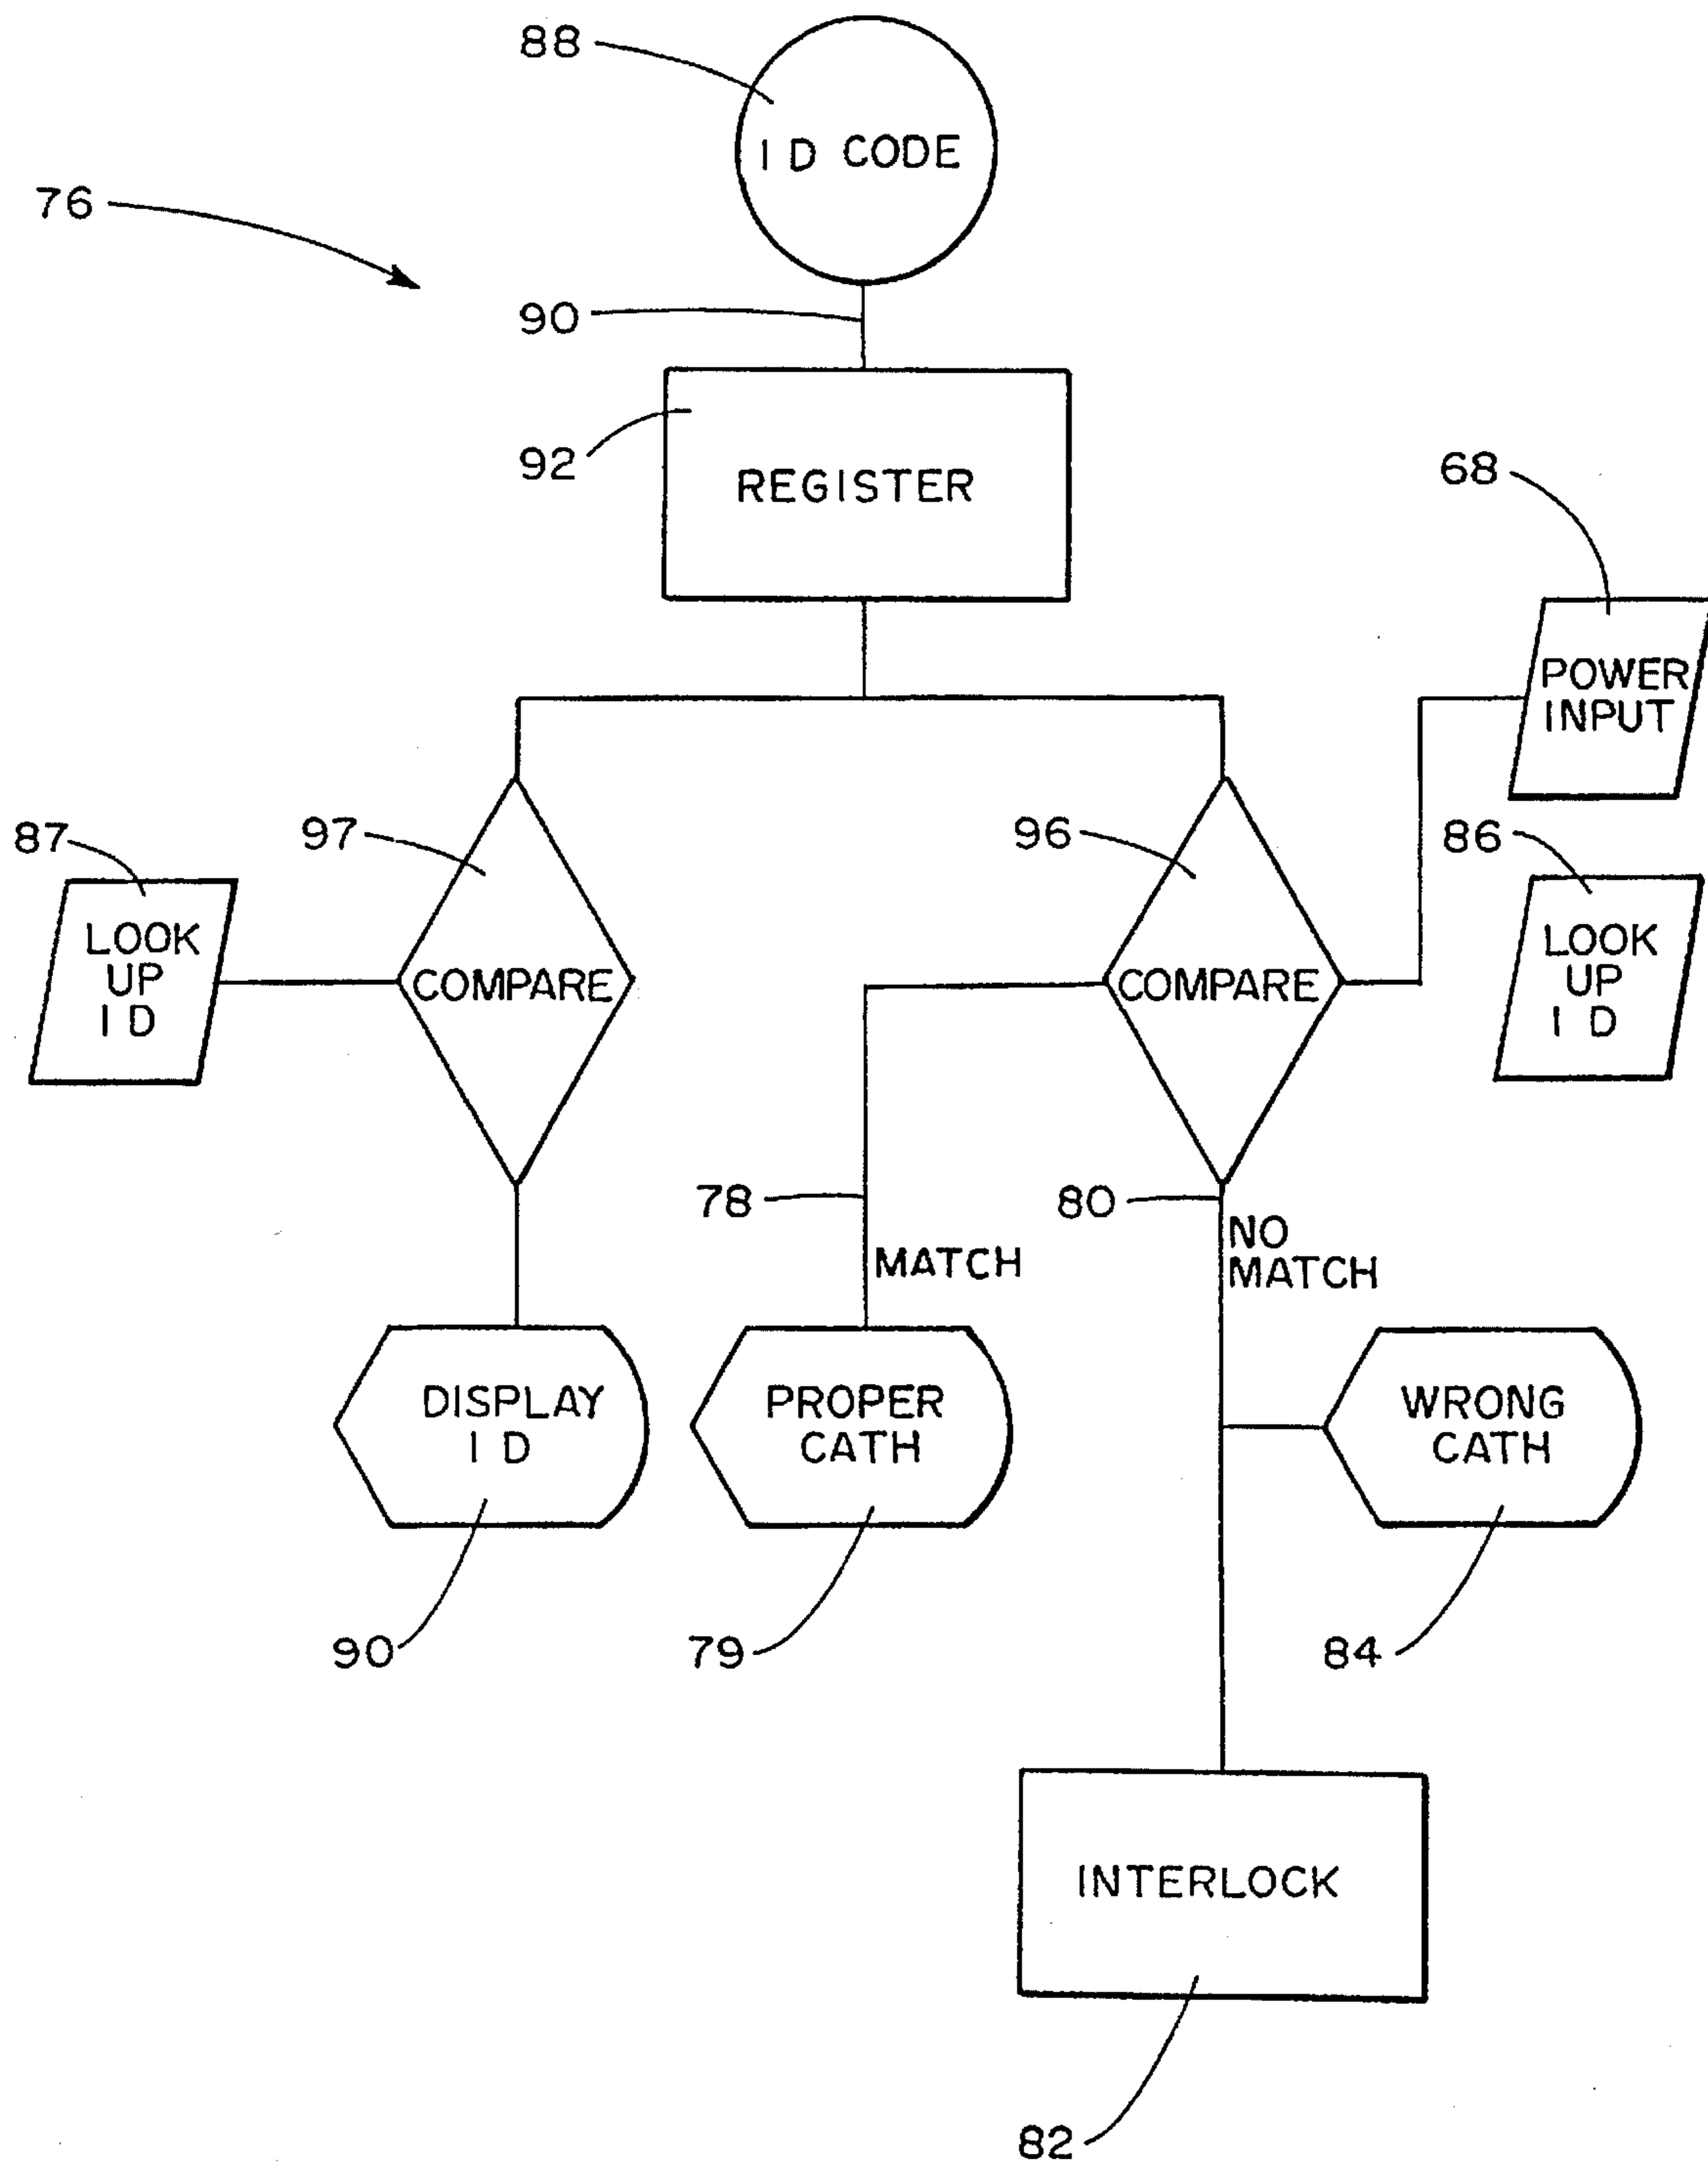 88
I D CODE
76
90
92
REGISTER
68
POWER
INPUT
87
97
96
86
LOOK
UP
I D
COMPARE
COMPARE
LOOK
UP
I D
78
MATCH
80
NO
MATCH
DISPLAY
I D
PROPER
CATH
WRONG
CATH
90
79
84
INTERLOCK
82